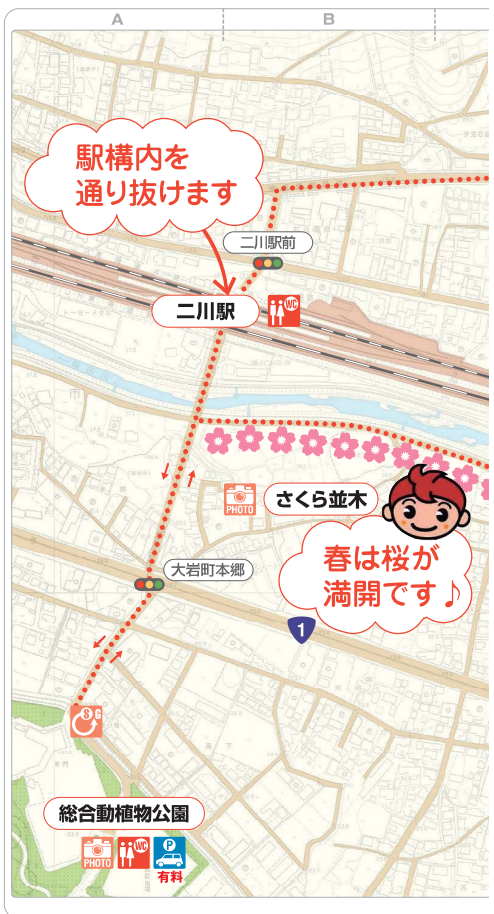 A
B
駅構内を
通り抜けます
二川駅前
二川駅
WC
PHOTO
さくら並木
春は桜が
満開です♪
大岩町本郷
1
S G
総合動植物公園
PHOTO
WC
P
有料